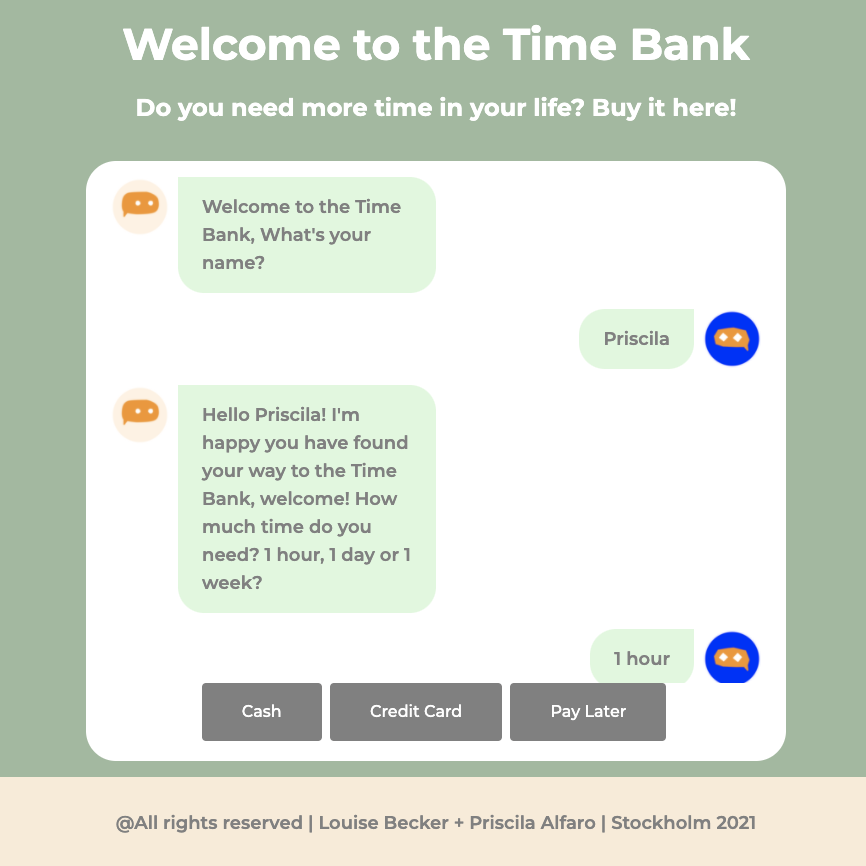 Welcome to the Time Bank
Do you need more time in your life? Buy it here!
Welcome to the Time
Bank, What's your
name?
Priscila
Hello Priscila! I'm
happy you have found
your way to the Time
Bank, welcome! How
much time do you
need? 1 hour, 1 day or 1
week?
1 hour
Cash
Credit Card
Pay Later
@All rights reserved | Louise Becker + Priscila Alfaro | Stockholm 2021